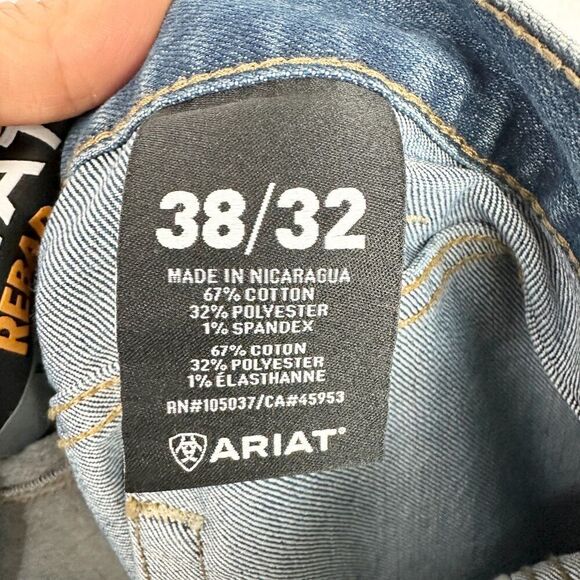 38/32
MADE IN NICARAGUA
67% COTTON
32% POLYESTER
1% SPANDEX
67% COTON
32% POLYESTER
1% ÉLASTHANNE
RN#105037/CA#45953
ARIAT
REBAR